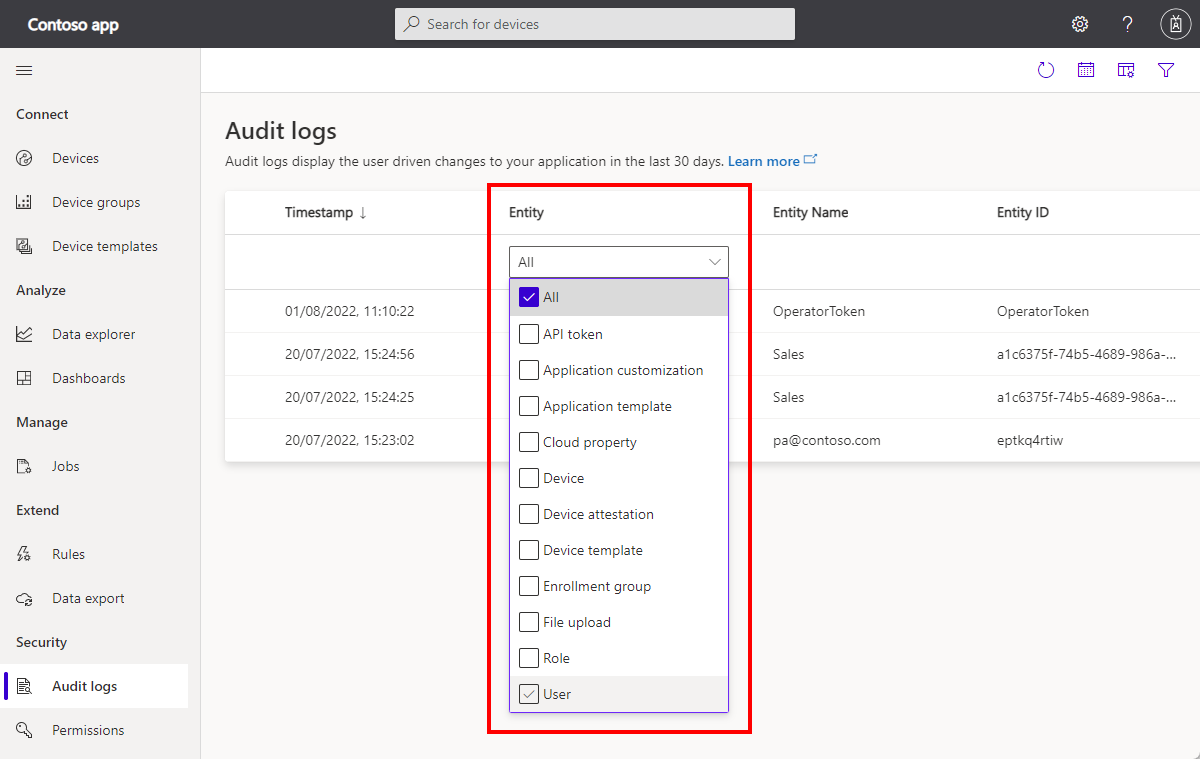 Contoso app
Search for devices
Connect
Devices
Device groups
Device templates
Analyze
Data explorer
Dashboards
Manage
Jobs
Extend
Rules
Data export
Security
Audit logs
Permissions
Audit logs
Audit logs display the user driven changes to your application in the last 30 days. Learn more
Timestamp ↓ Entity Entity Name Entity ID
All
01/08/2022, 11:10:22 OperatorToken OperatorToken
20/07/2022, 15:24:56 Sales a1c6375f-74b5-4689-986a-...
20/07/2022, 15:24:25 Sales a1c6375f-74b5-4689-986a-...
20/07/2022, 15:23:02 pa@contoso.com eptkq4rtiw
All
API token
Application customization
Application template
Cloud property
Device
Device attestation
Device template
Enrollment group
File upload
Role
User